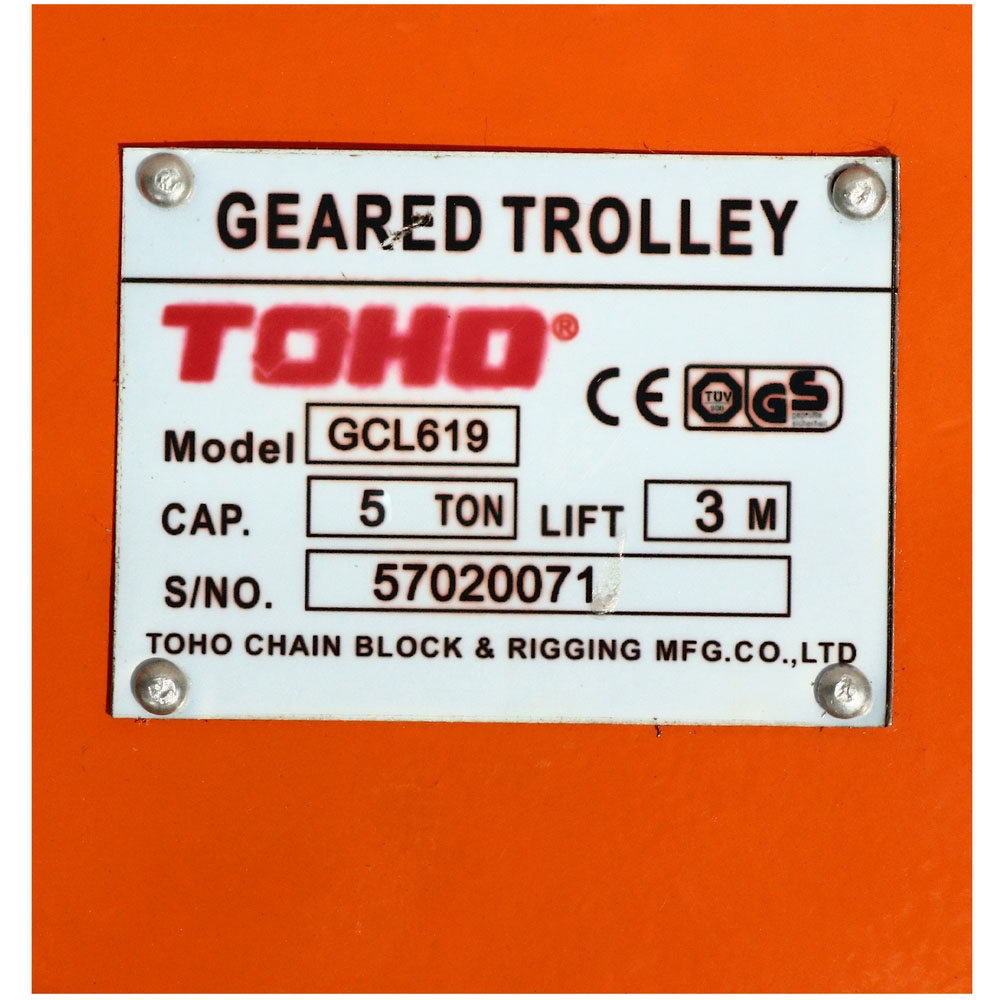 GEARED TROLLEY
TOHO®
CE TÜV GS
Model GCL619
CAP. 5 TON LIFT 3 M
S/NO. 57020071
TOHO CHAIN BLOCK & RIGGING MFG.CO.,LTD